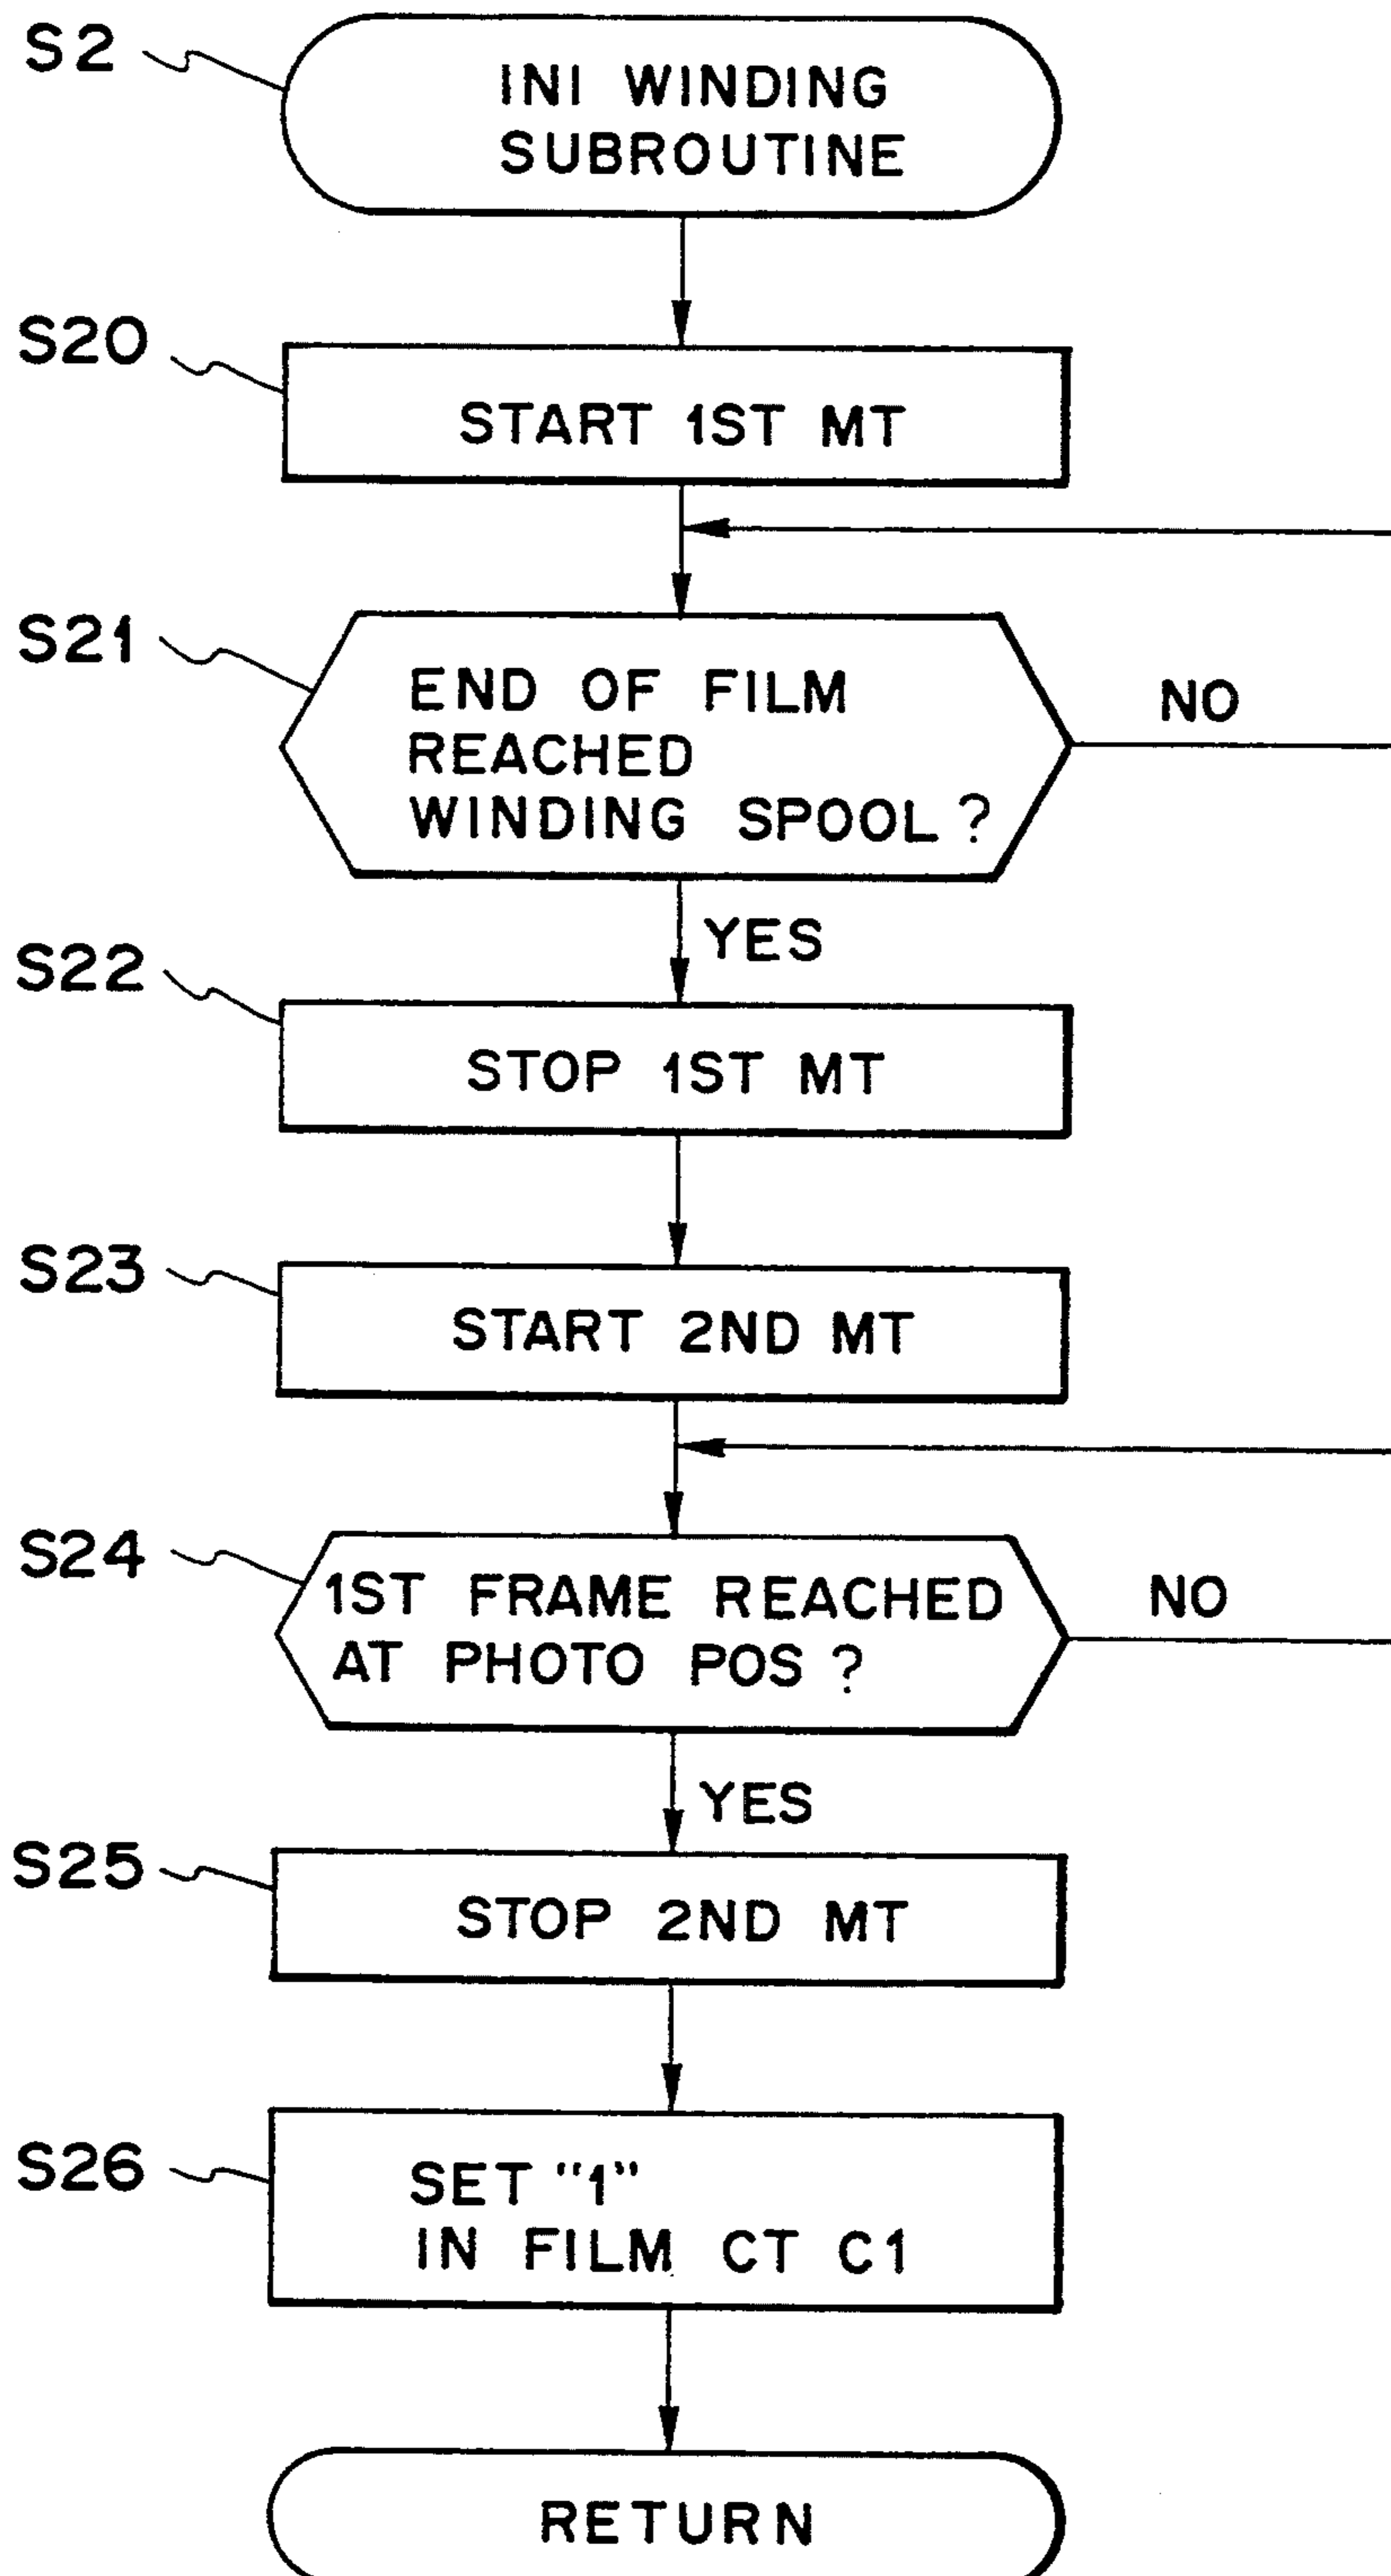 S2
INI WINDING
SUBROUTINE
S20
START 1ST MT
S21
END OF FILM
REACHED
WINDING SPOOL?
NO
YES
S22
STOP 1ST MT
S23
START 2ND MT
S24
1ST FRAME REACHED
AT PHOTO POS?
NO
YES
S25
STOP 2ND MT
S26
SET "1"
IN FILM CT C1
RETURN